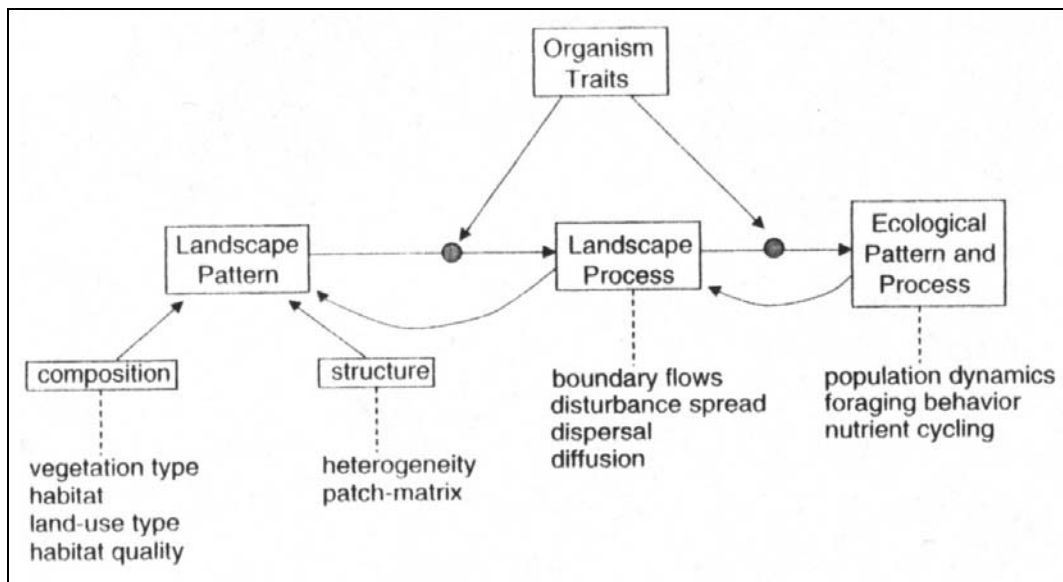 Organism
Traits
Landscape
Pattern
Landscape
Process
Ecological
Pattern and
Process
composition
structure
vegetation type
habitat
land-use type
habitat quality
heterogeneity
patch-matrix
boundary flows
disturbance spread
dispersal
diffusion
population dynamics
foraging behavior
nutrient cycling